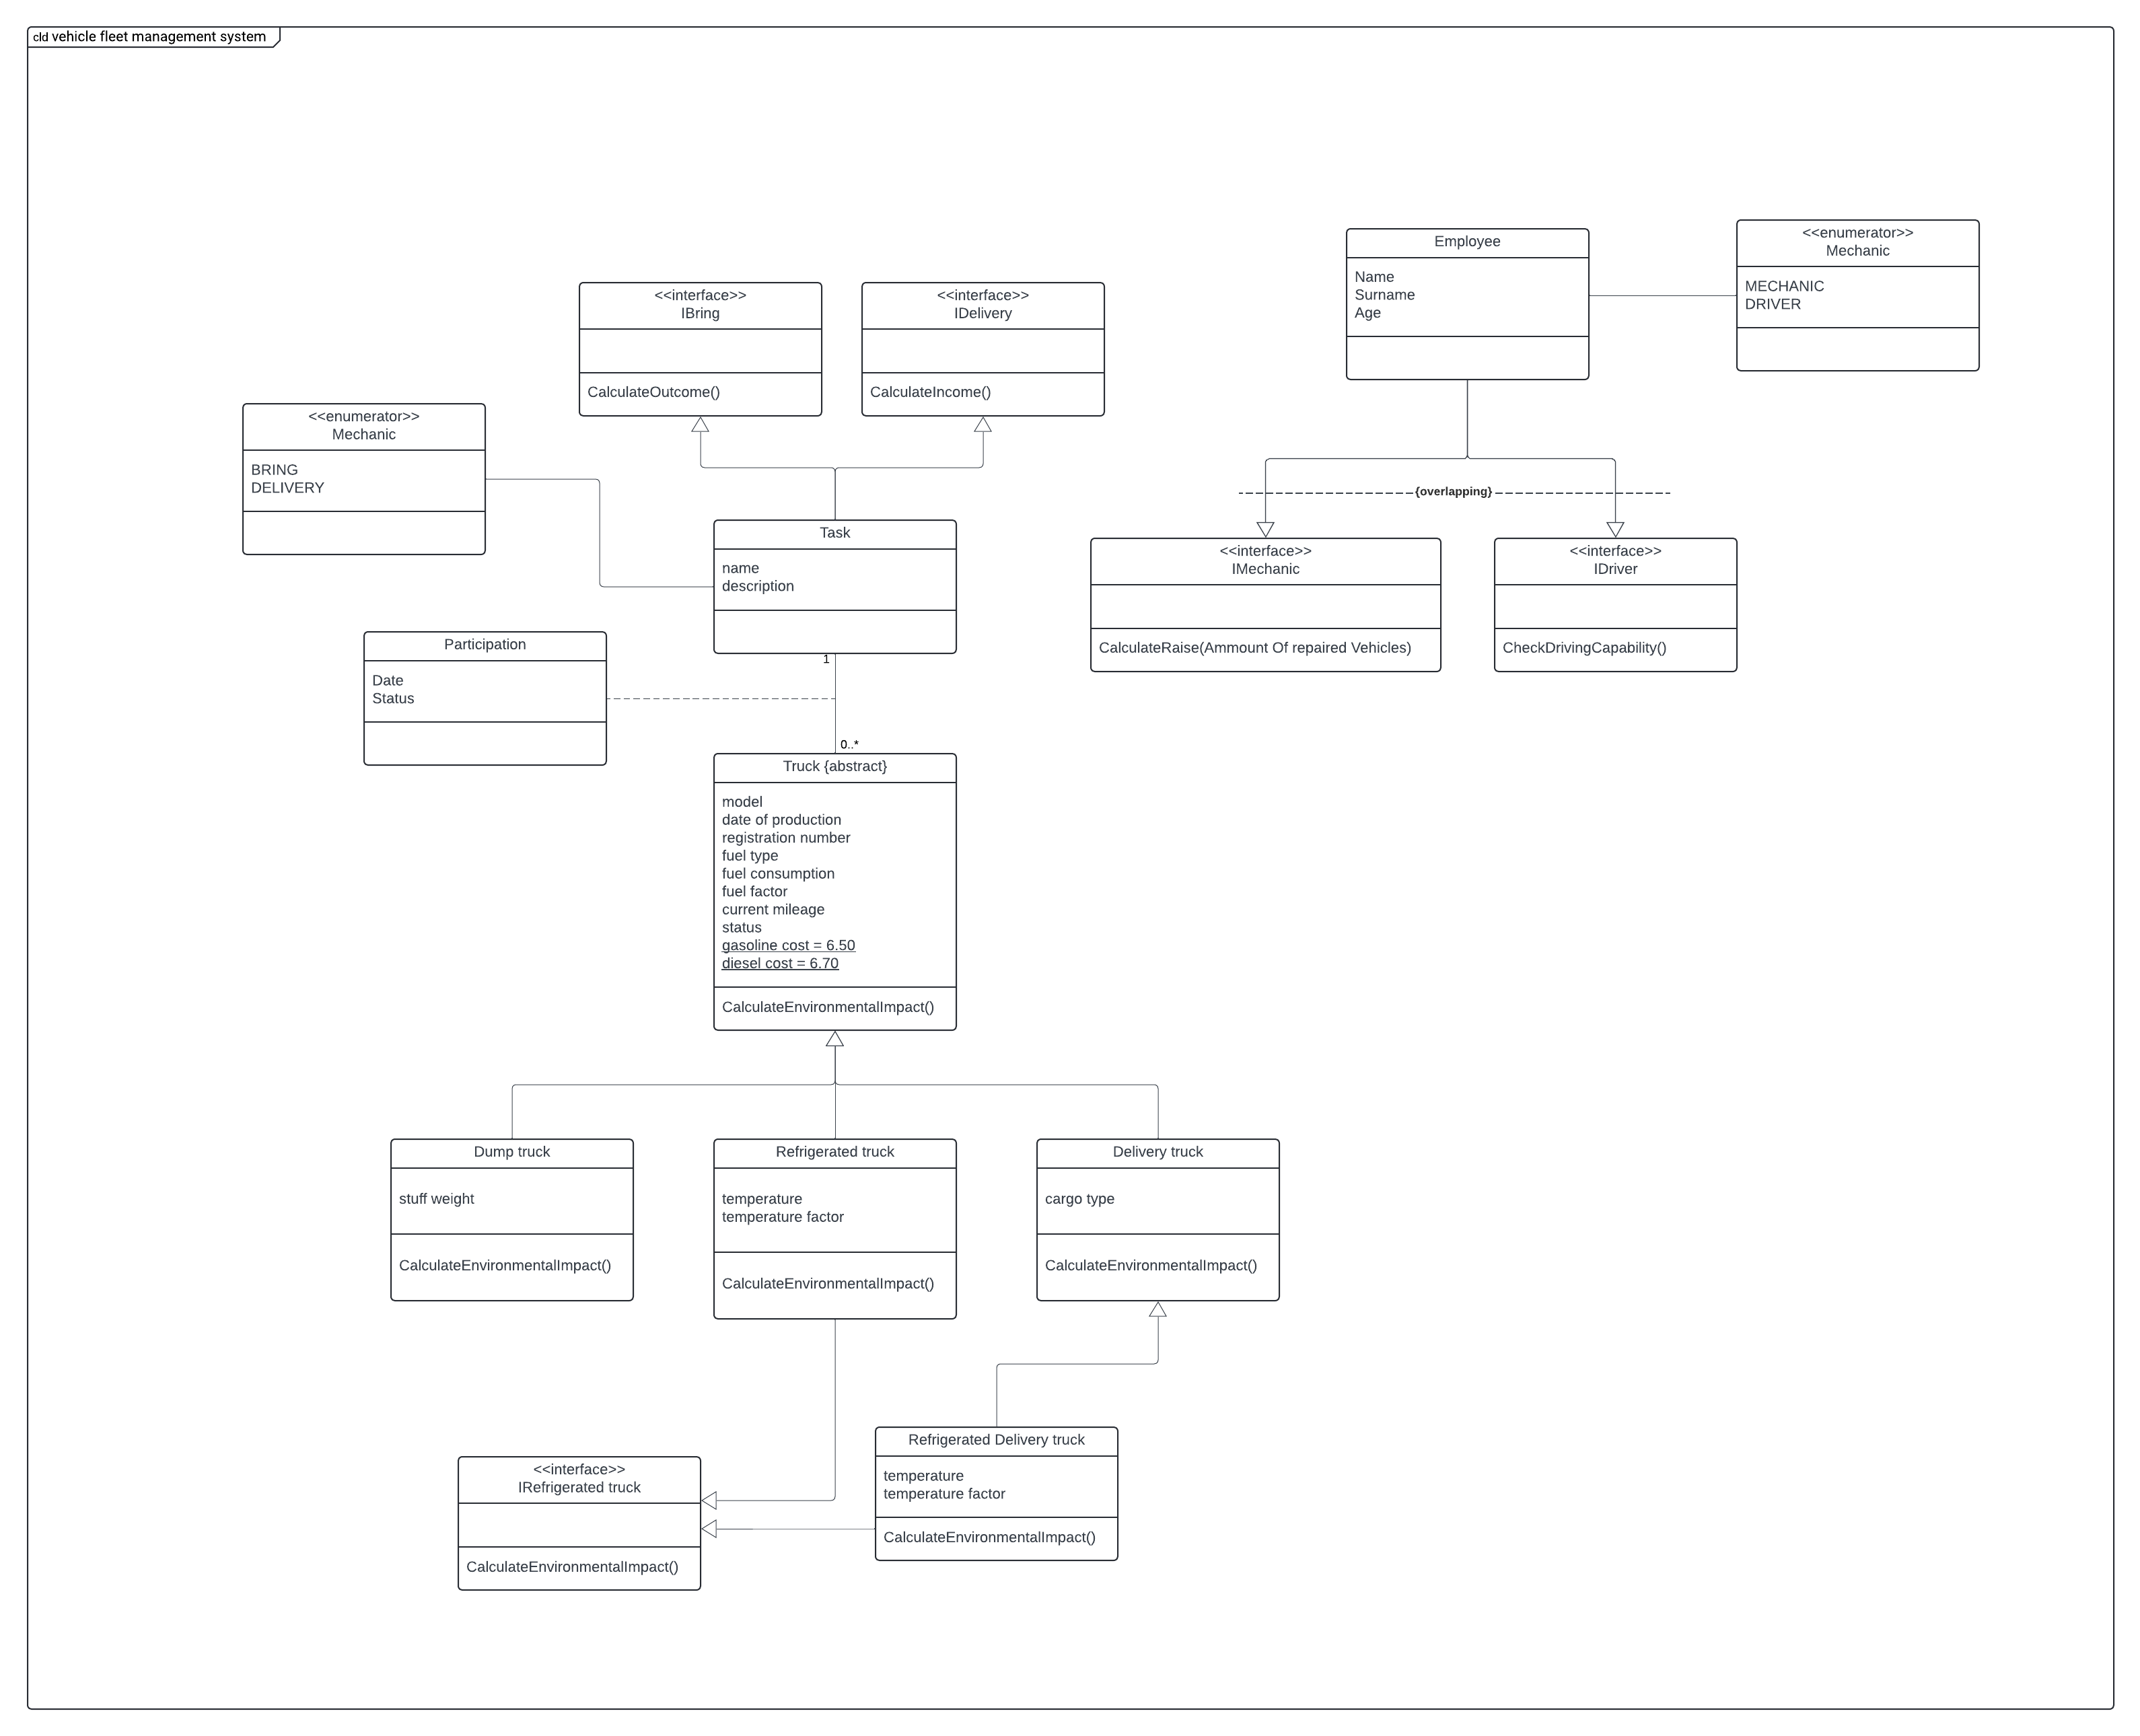 cld vehicle fleet management system
<<enumerator>>
Mechanic
MECHANIC
DRIVER
Employee
Name
Surname
Age
<<interface>>
IBring
CalculateOutcome()
<<interface>>
IDelivery
CalculateIncome()
<<enumerator>>
Mechanic
BRING
DELIVERY
{overlapping}
Task
name
description
<<interface>>
IMechanic
CalculateRaise(Ammount Of repaired Vehicles)
<<interface>>
IDriver
CheckDrivingCapability()
Participation
Date
Status
1
0..*
Truck {abstract}
model
date of production
registration number
fuel type
fuel consumption
fuel factor
current mileage
status
gasoline cost = 6.50
diesel cost = 6.70
CalculateEnvironmentalImpact()
Dump truck
stuff weight
CalculateEnvironmentalImpact()
Refrigerated truck
temperature
temperature factor
CalculateEnvironmentalImpact()
Delivery truck
cargo type
CalculateEnvironmentalImpact()
Refrigerated Delivery truck
temperature
temperature factor
CalculateEnvironmentalImpact()
<<interface>>
IRefrigerated truck
CalculateEnvironmentalImpact()